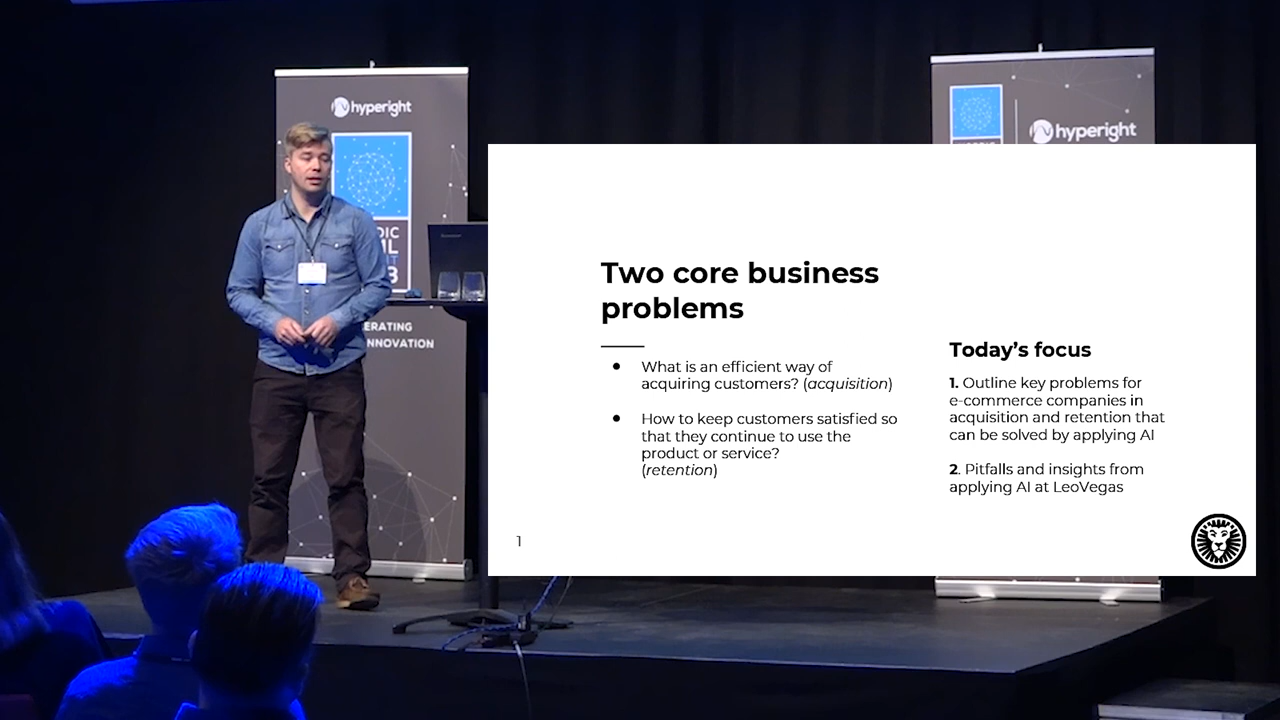 hyperight
hyperight
DIC
ML
3
ERATING
INNOVATION
Two core business
problems
● What is an efficient way of
acquiring customers? (acquisition)
● How to keep customers satisfied so
that they continue to use the
product or service?
(retention)
Today's focus
1. Outline key problems for
e-commerce companies in
acquisition and retention that
can be solved by applying AI
2. Pitfalls and insights from
applying AI at LeoVegas
1